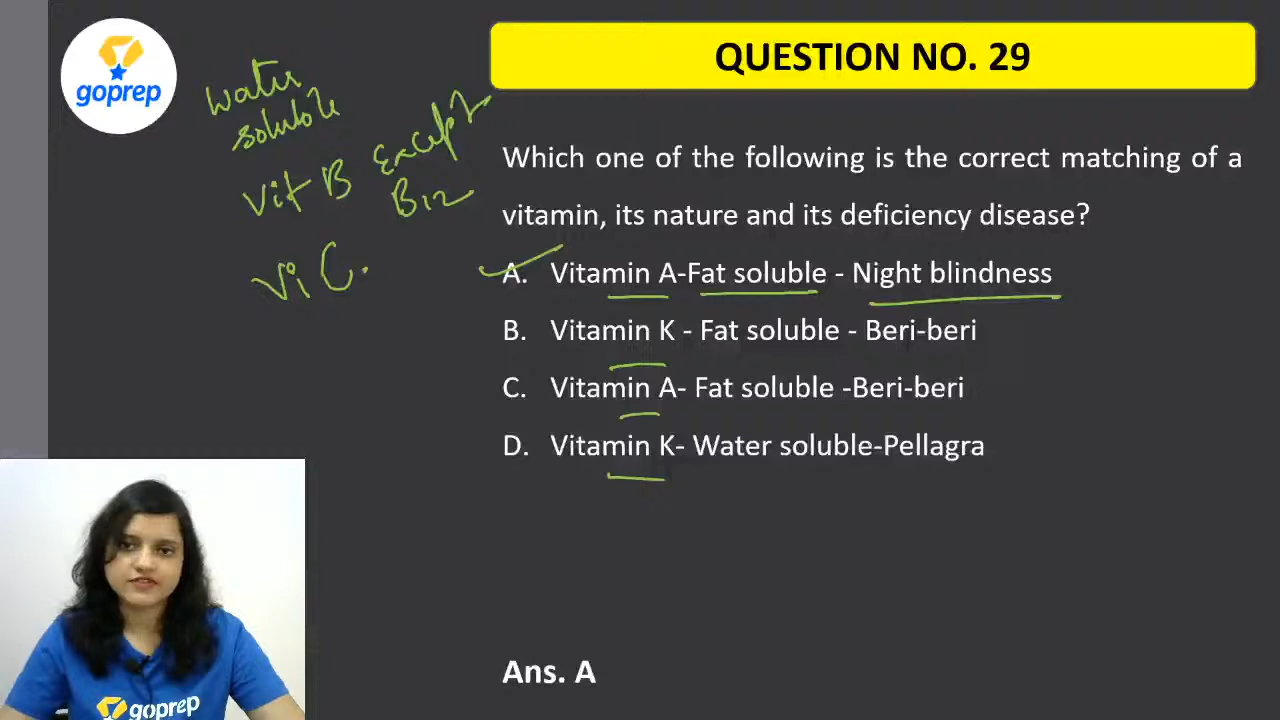 goprep
water
soluble
Vit B Except
B12
Vi C.
QUESTION NO. 29
Which one of the following is the correct matching of a
vitamin, its nature and its deficiency disease?
A. Vitamin A-Fat soluble - Night blindness
B. Vitamin K - Fat soluble - Beri-beri
C. Vitamin A- Fat soluble -Beri-beri
D. Vitamin K- Water soluble-Pellagra
Ans. A
goprep